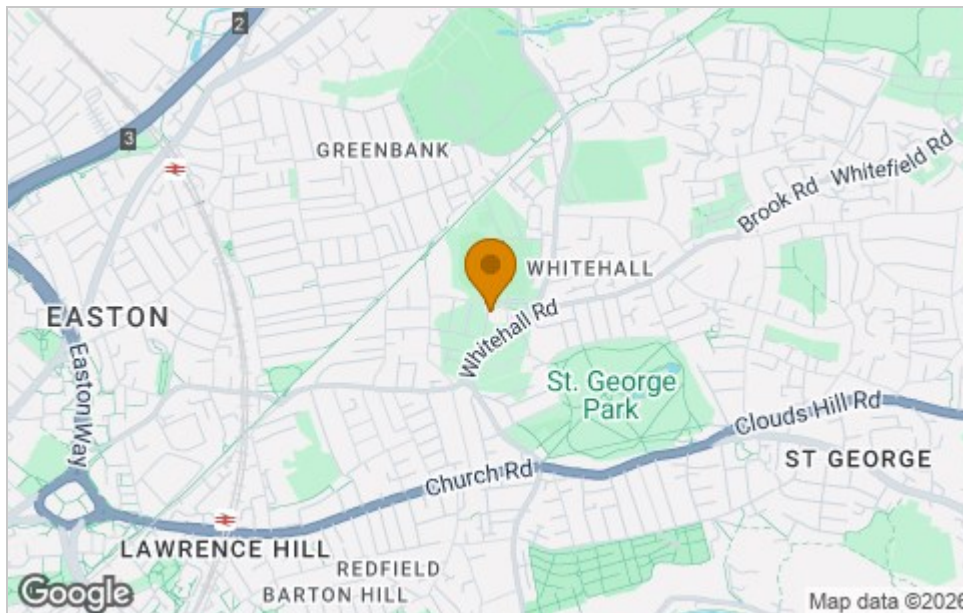 2
3
GREENBANK
Brook Rd
Whitefield Rd
WHITEHALL
EASTON
Easton Way
Whitehall Rd
St. George
Park
Clouds Hill Rd
ST GEORGE
Church Rd
LAWRENCE HILL
REDFIELD
BARTON HILL
Google
Map data ©2026